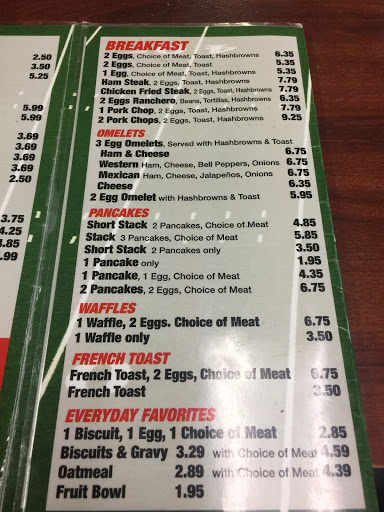 2.50
3.50
5.25
5.99
5.99
3.69
3.69
3.69
2.50
3.75
4.25
4.85
.99
BREAKFAST
2 Eggs, Choice of Meat, Toast, Hashbrowns 6.35
2 Eggs, Choice of Meat, Toast 5.35
1 Egg, Choice of Meat, Toast, Hashbrowns 5.35
Ham Steak, 2 Eggs, Toast, Hashbrowns 7.79
Chicken Fried Steak, 2 Eggs, Toast, Hashbrowns 7.79
2 Eggs Ranchero, Beans, Tortillas, Hashbrowns 6.35
1 Pork Chop, 2 Eggs, Toast, Hashbrowns 7.79
2 Pork Chops, 2 Eggs, Toast, Hashbrowns 9.25
OMELETS
3 Egg Omelets, Served with Hashbrowns & Toast
Ham & Cheese 6.75
Western Ham, Cheese, Bell Peppers, Onions 6.75
Mexican Ham, Cheese, Jalapeños, Onions 6.75
Cheese 6.35
2 Egg Omelet with Hashbrowns & Toast 5.95
PANCAKES
Short Stack 2 Pancakes, Choice of Meat 4.85
Stack 3 Pancakes, Choice of Meat 5.85
Short Stack 2 Pancakes only 3.50
1 Pancake only 1.95
1 Pancake, 1 Egg, Choice of Meat 4.35
2 Pancakes, 2 Eggs, Choice of Meat 6.75
WAFFLES
1 Waffle, 2 Eggs. Choice of Meat 6.75
1 Waffle only 3.50
FRENCH TOAST
French Toast, 2 Eggs, Choice of Meat 6.75
French Toast 3.50
EVERYDAY FAVORITES
1 Biscuit, 1 Egg, 1 Choice of Meat 2.85
Biscuits & Gravy 3.29 with Choice of Meat 4.59
Oatmeal 2.89 with Choice of Meat 4.39
Fruit Bowl 1.95